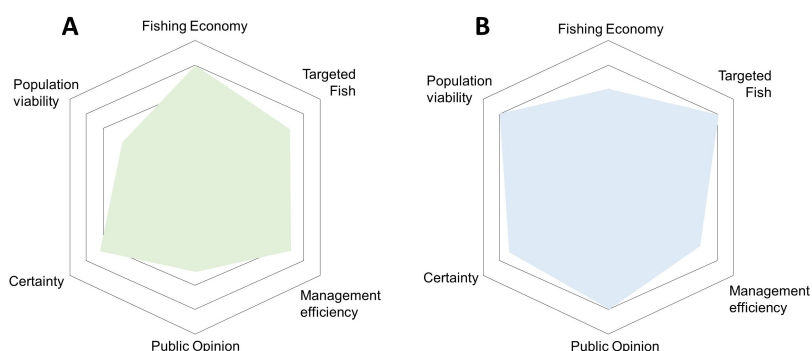 A
Fishing Economy
Targeted
Fish
Population
viability
Certainty
Management
efficiency
Public Opinion
B
Fishing Economy
Targeted
Fish
Population
viability
Certainty
Management
efficiency
Public Opinion